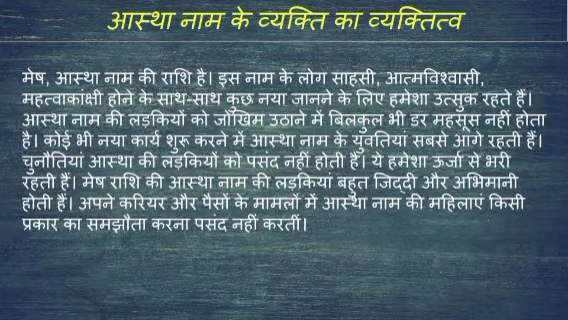 आस्था नाम के व्यक्ति का व्यक्तित्व
मेष, आस्था नाम की राशि है। इस नाम के लोग साहसी, आत्मविश्वासी,
महत्वाकांक्षी होने के साथ-साथ कुछ नया जानने के लिए हमेशा उत्सुक रहते हैं।
आस्था नाम की लड़कियों को जोखिम उठाने में बिलकुल भी डर महसूस नहीं होता
है। कोई भी नया कार्य शुरू करने में आस्था नाम के युवतियां सबसे आगे रहती हैं।
चुनौतियां आस्था की लड़कियों को पसंद नहीं होती हैं। ये हमेशा ऊर्जा से भरी
रहती हैं। मेष राशि की आस्था नाम की लड़कियां बहुत जिद्दी और अभिमानी
होती हैं। अपने करियर और पैसों के मामलों में आस्था नाम की महिलाएं किसी
प्रकार का समझौता करना पसंद नहीं करतीं।